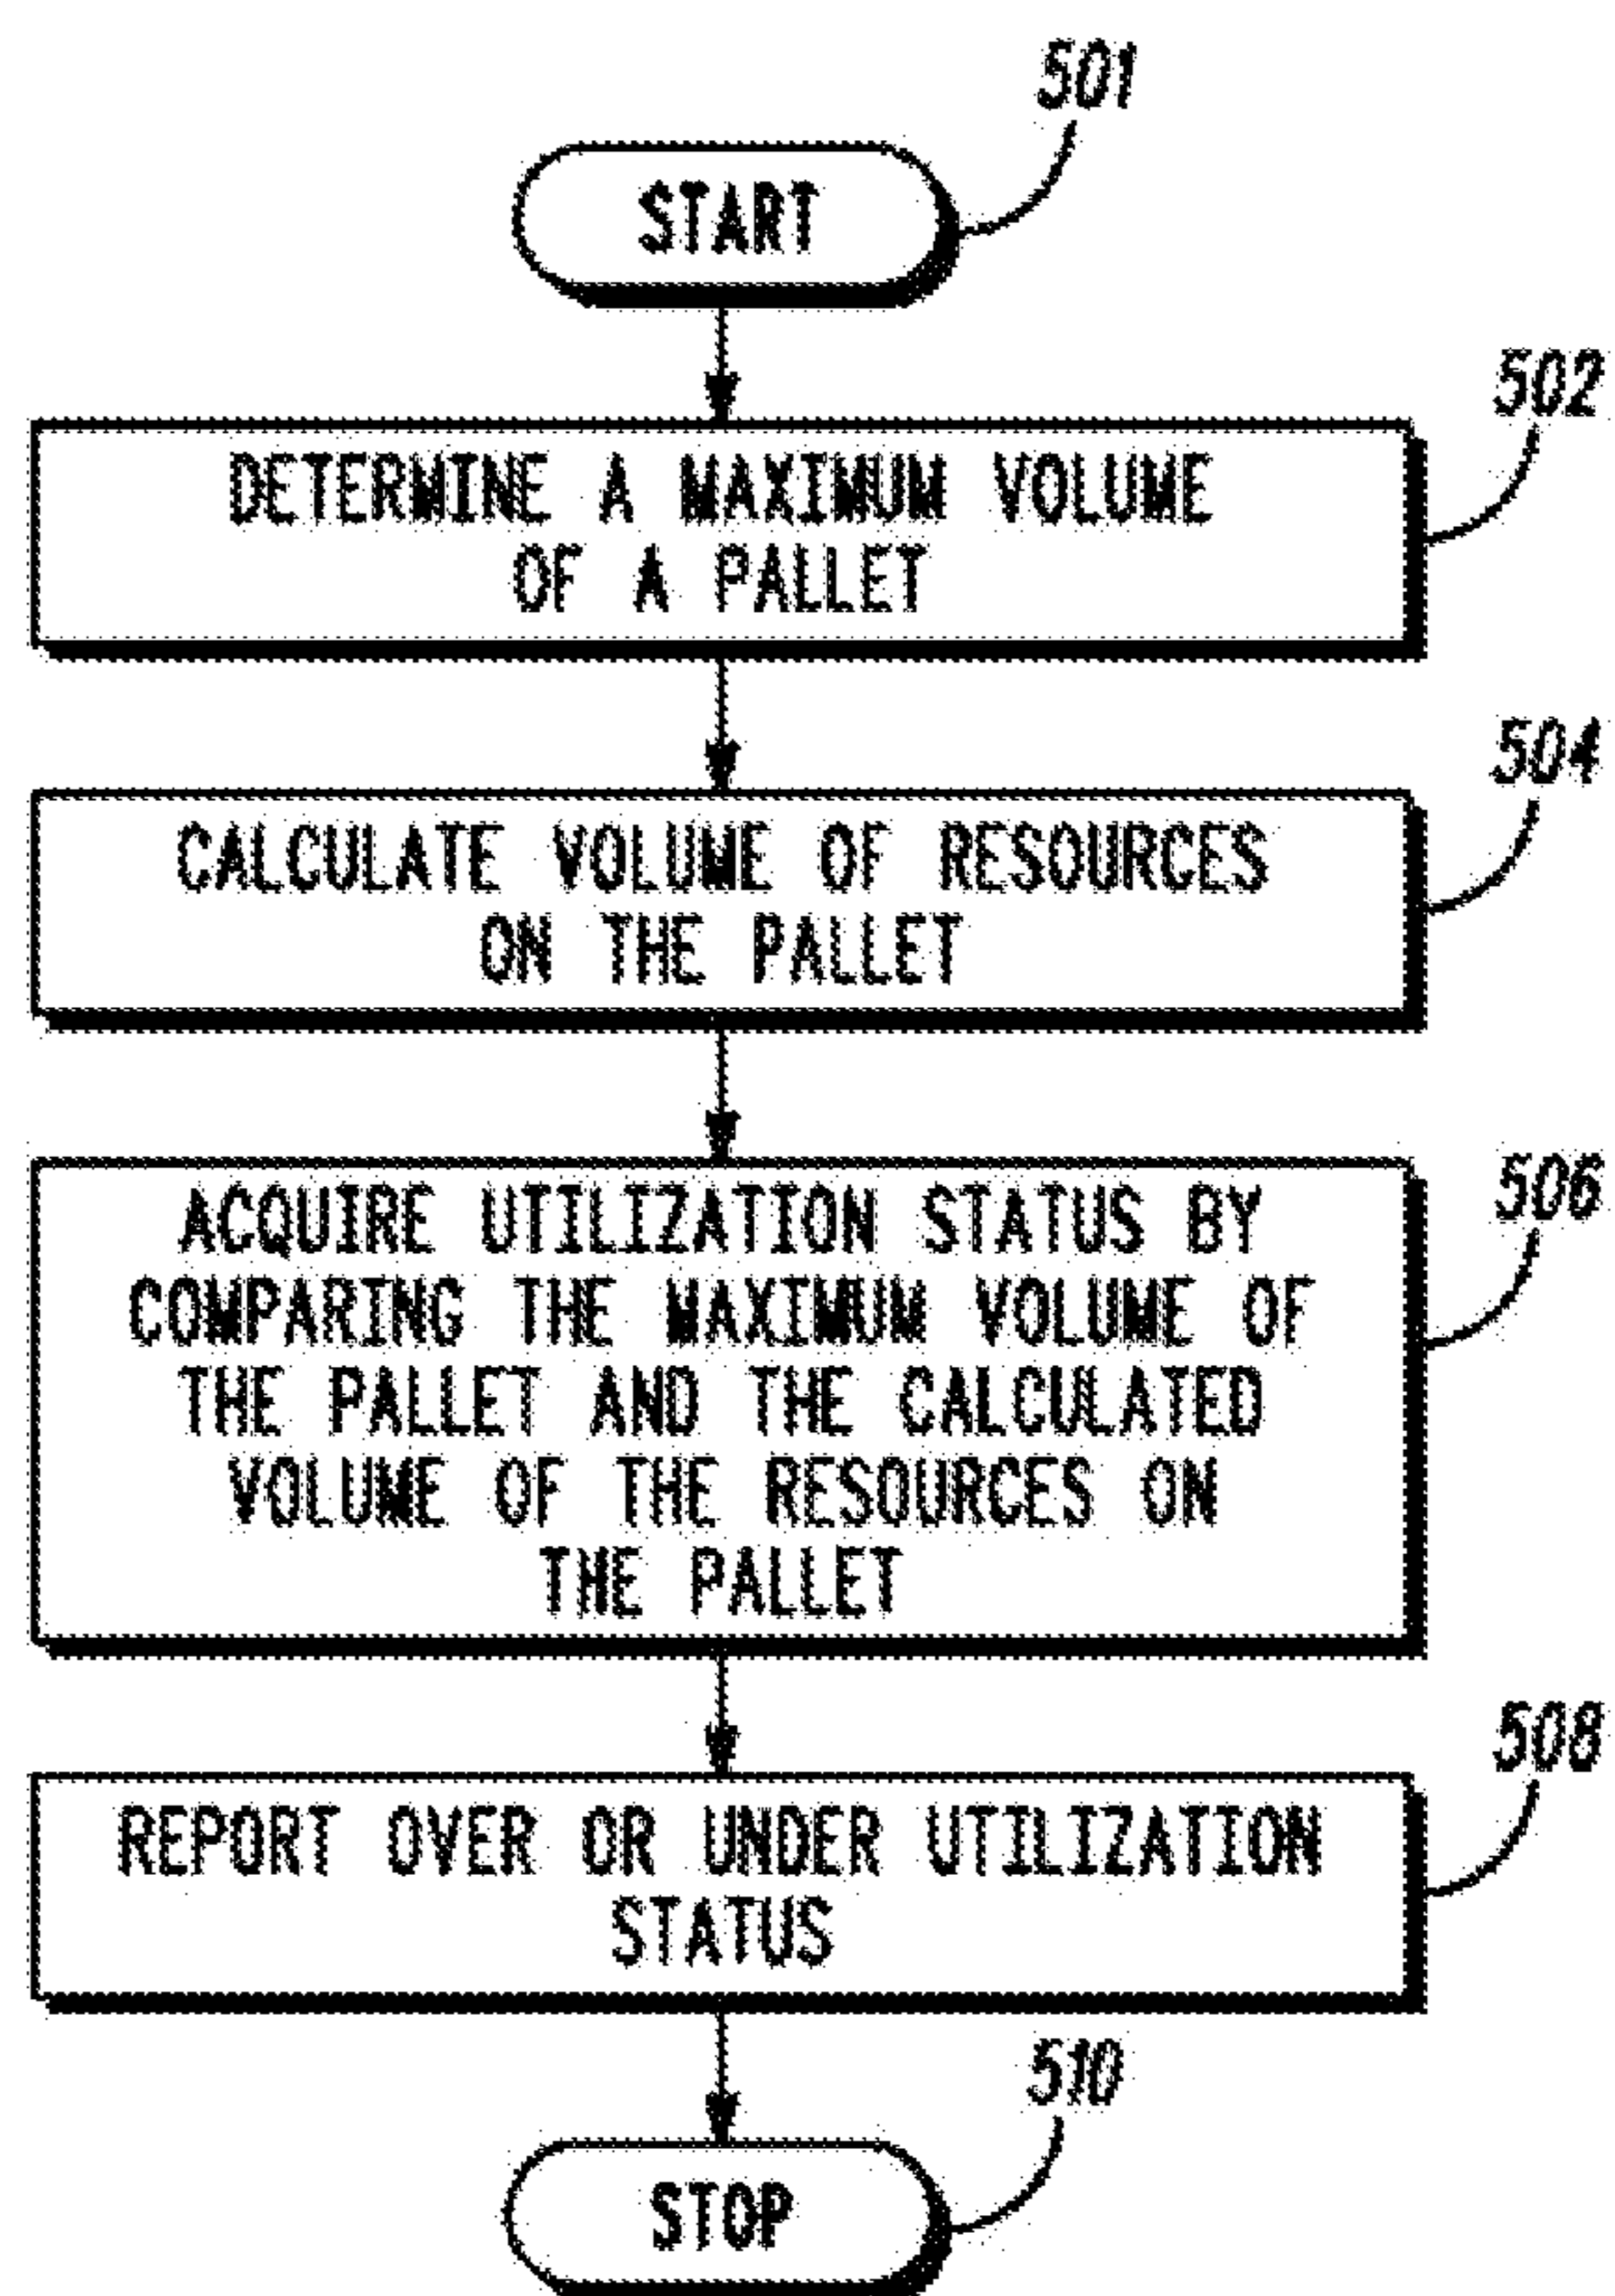 501
START
502
DETERMINE A MAXIMUM VOLUME
OF A PALLET
504
CALCULATE VOLUME OF RESOURCES
ON THE PALLET
506
ACQUIRE UTILIZATION STATUS BY
COMPARING THE MAXIMUM VOLUME OF
THE PALLET AND THE CALCULATED
VOLUME OF THE RESOURCES ON
THE PALLET
508
REPORT OVER OR UNDER UTILIZATION
STATUS
510
STOP